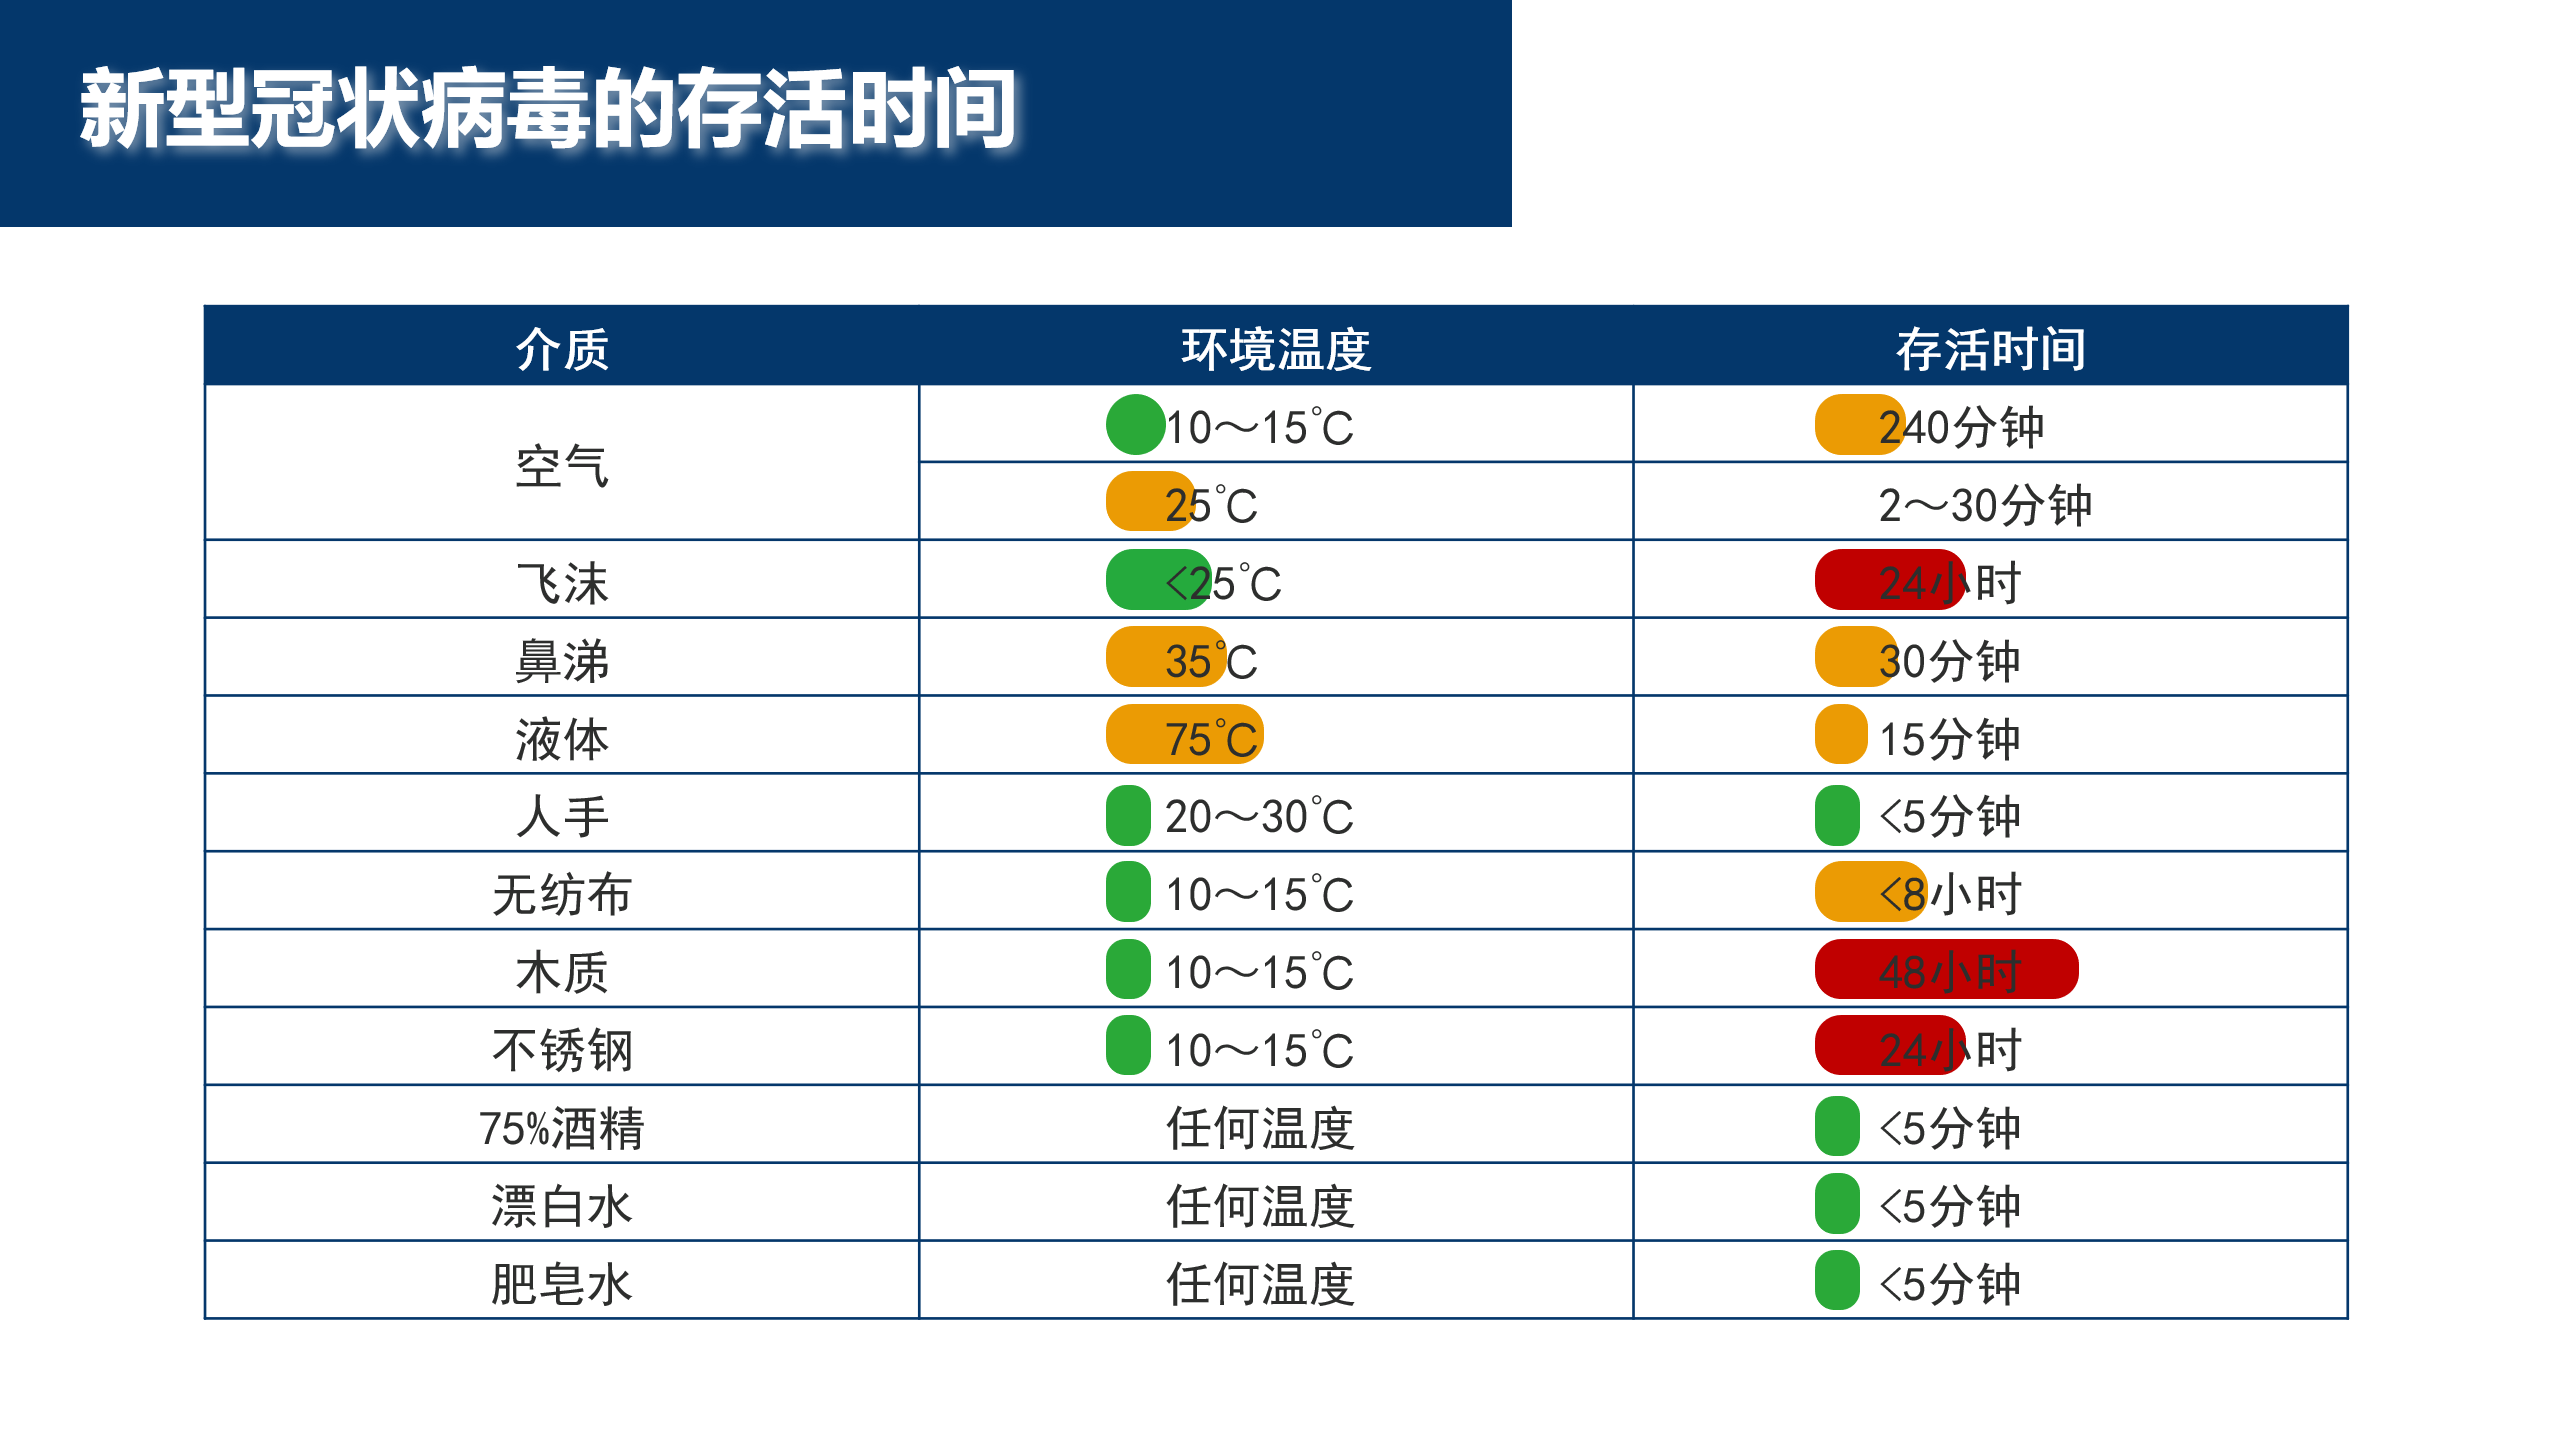 新型冠状病毒的存活时间
介质 环境温度 存活时间
空气 10～15℃ 240分钟
25℃ 2～30分钟
飞沫 <25℃ 24小时
鼻涕 35℃ 30分钟
液体 75℃ 15分钟
人手 20～30℃ <5分钟
无纺布 10～15℃ <8小时
木质 10～15℃ 48小时
不锈钢 10～15℃ 24小时
75%酒精 任何温度 <5分钟
漂白水 任何温度 <5分钟
肥皂水 任何温度 <5分钟